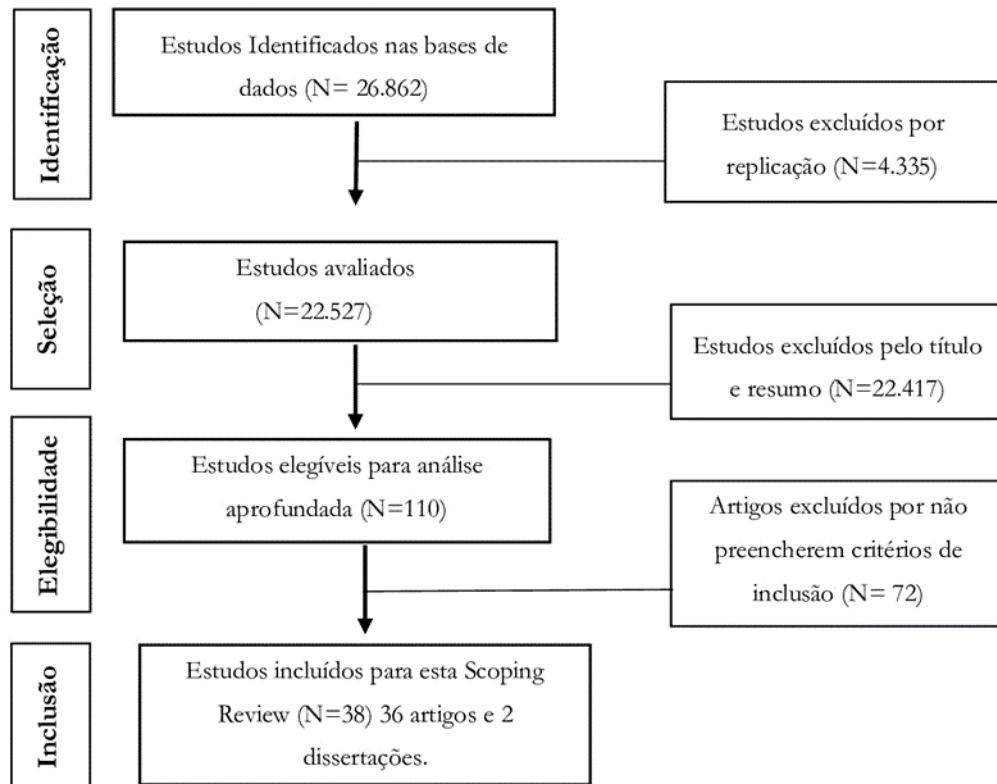 Identificação
Estudos Identificados nas bases de
dados (N= 26.862)
Estudos excluídos por
replicação (N=4.335)
Seleção
Estudos avaliados
(N=22.527)
Estudos excluídos pelo título
e resumo (N=22.417)
Elegibilidade
Estudos elegíveis para análise
aprofundada (N=110)
Artigos excluídos por não
preencherem critérios de
inclusão (N= 72)
Inclusão
Estudos incluídos para esta Scoping
Review (N=38) 36 artigos e 2
dissertações.